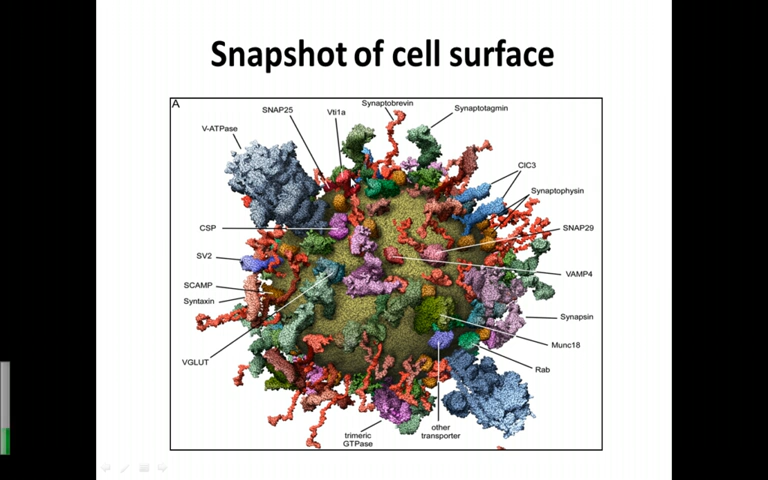 Snapshot of cell surface
A
Synaptobrevin
SNAP25
Vti1a
Synaptotagmin
V-ATPase
ClC3
Synaptophysin
CSP
SNAP29
SV2
VAMP4
SCAMP
Syntaxin
Synapsin
Munc18
VGLUT
Rab
other
transporter
trimeric
GTPase